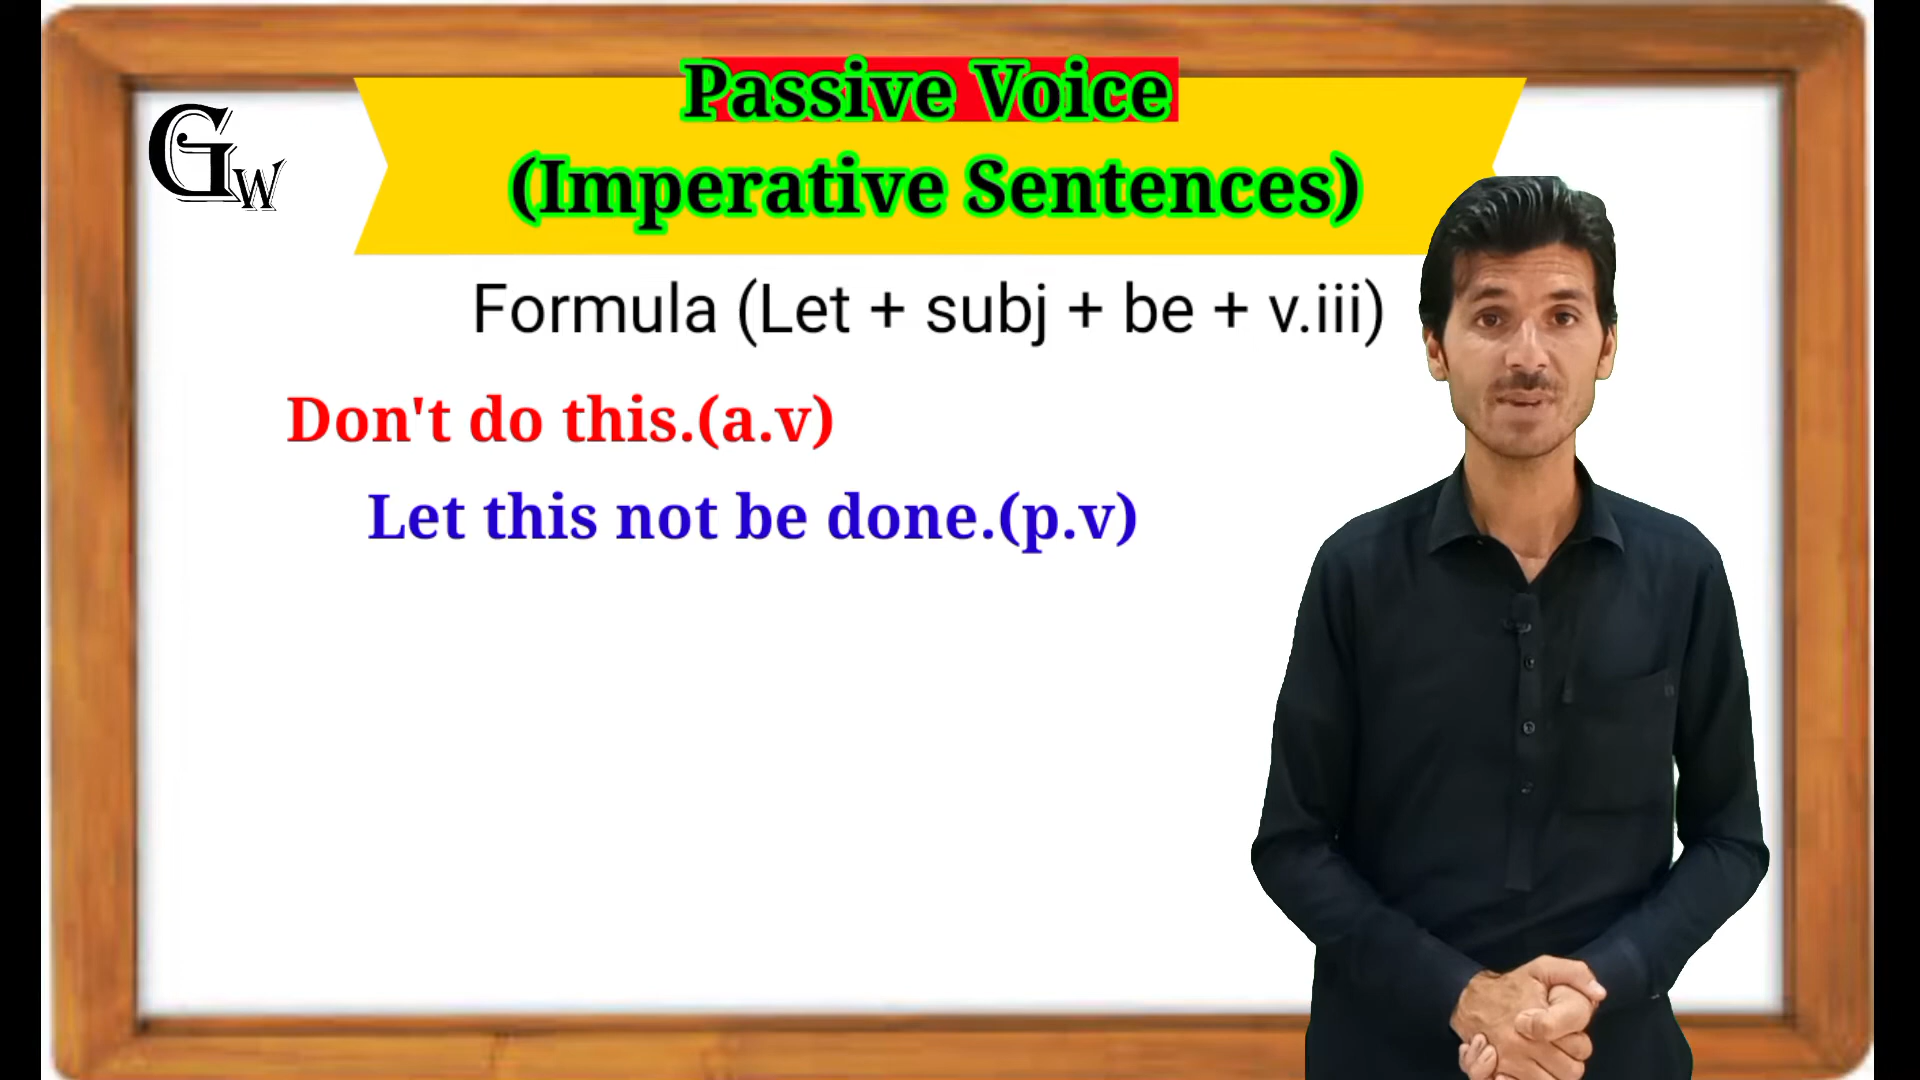 Passive Voice
GW
(Imperative Sentences)
Formula (Let + subj + be + v.iii)
Don't do this.(a.v)
Let this not be done.(p.v)